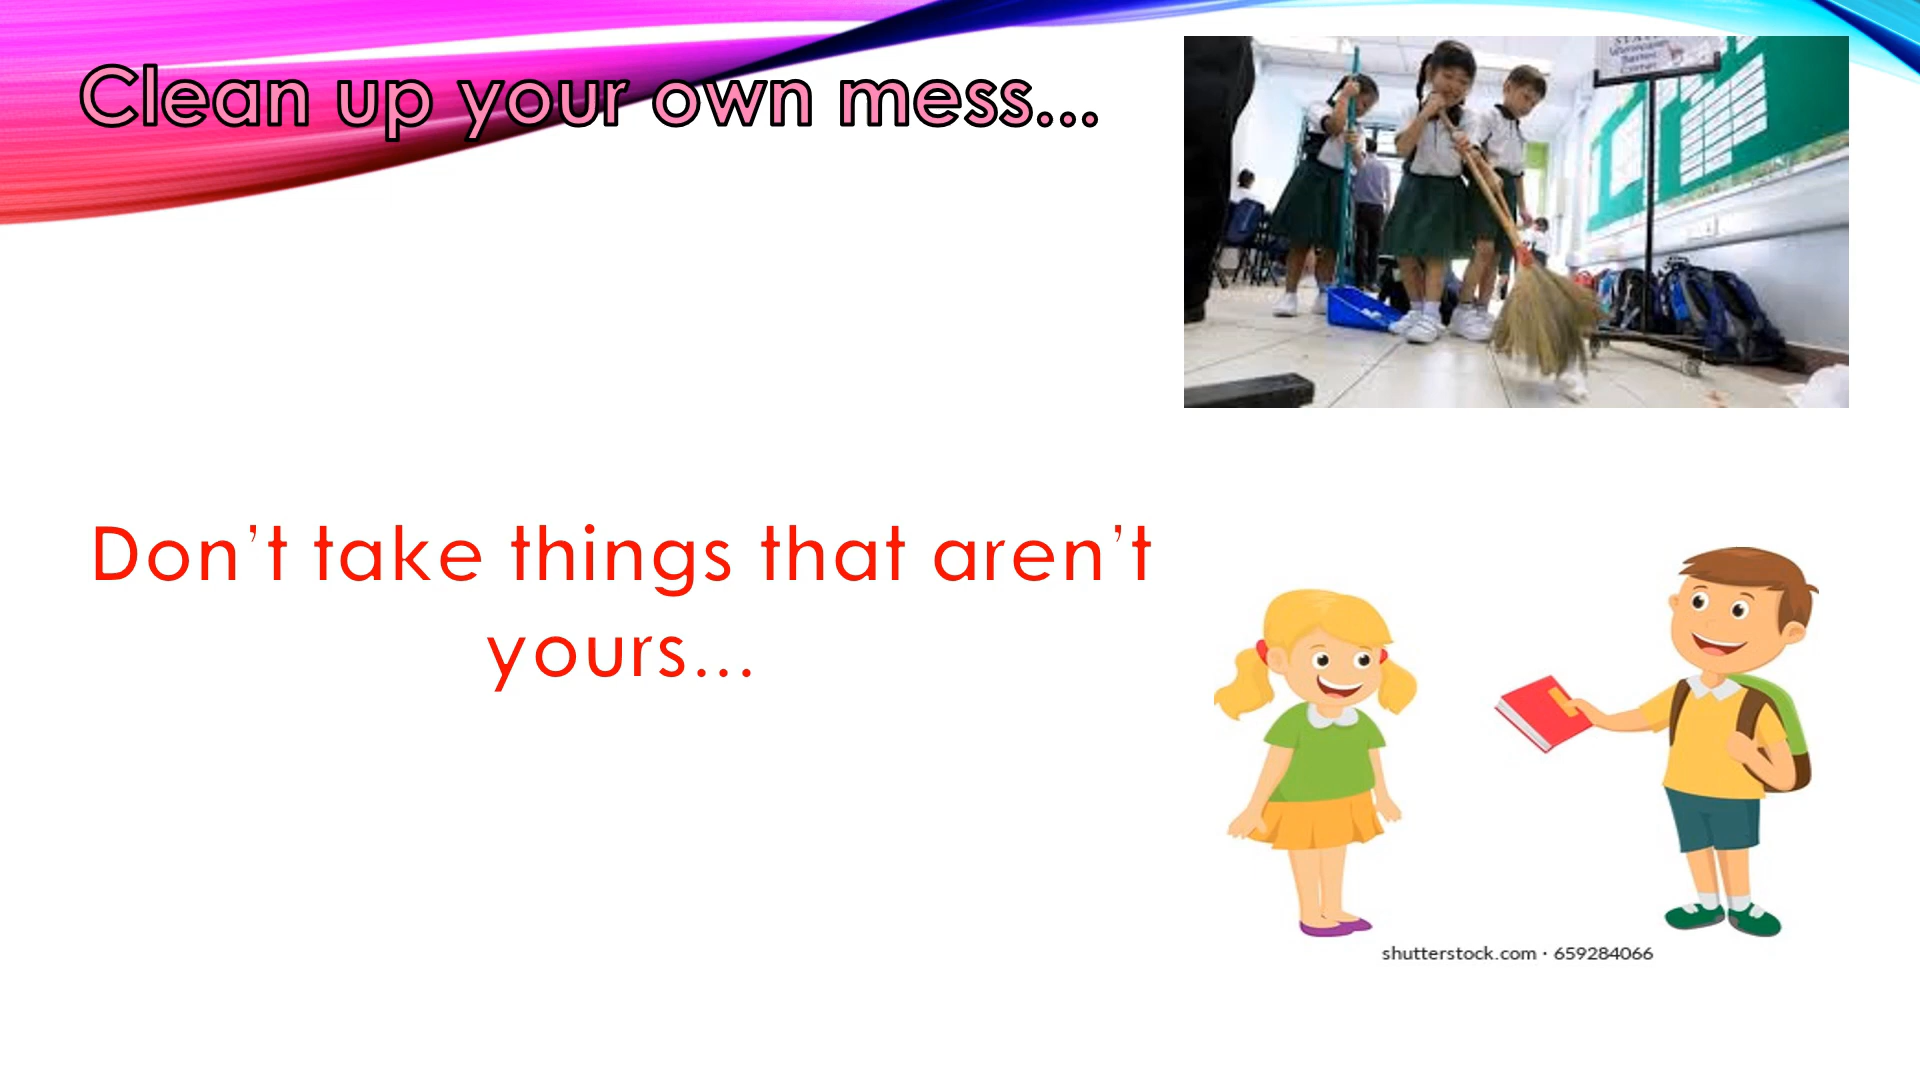 Clean up your own mess...
Don’t take things that aren’t
yours...
shutterstock.com · 659284066